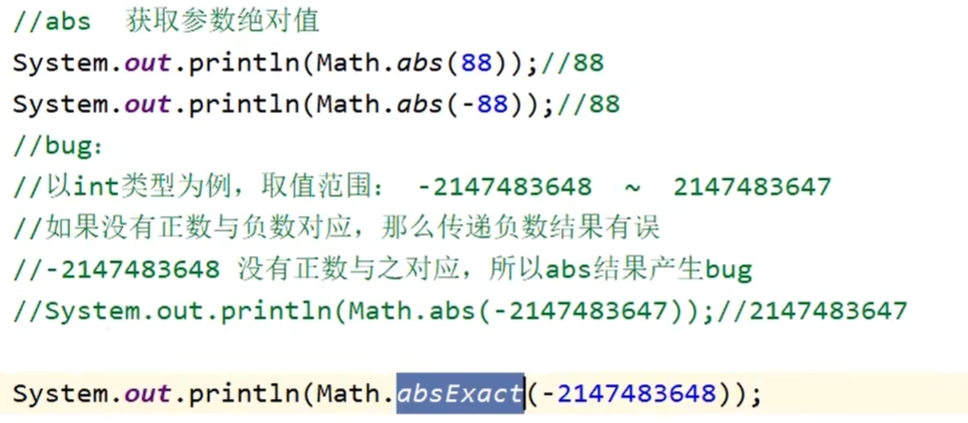 //abs 获取参数绝对值
System.out.println(Math.abs(88));//88
System.out.println(Math.abs(-88));//88
//bug：
//以int类型为例，取值范围： -2147483648 ~ 2147483647
//如果没有正数与负数对应，那么传递负数结果有误
//-2147483648 没有正数与之对应，所以abs结果产生bug
//System.out.println(Math.abs(-2147483647));//2147483647
System.out.println(Math.absExact(-2147483648));